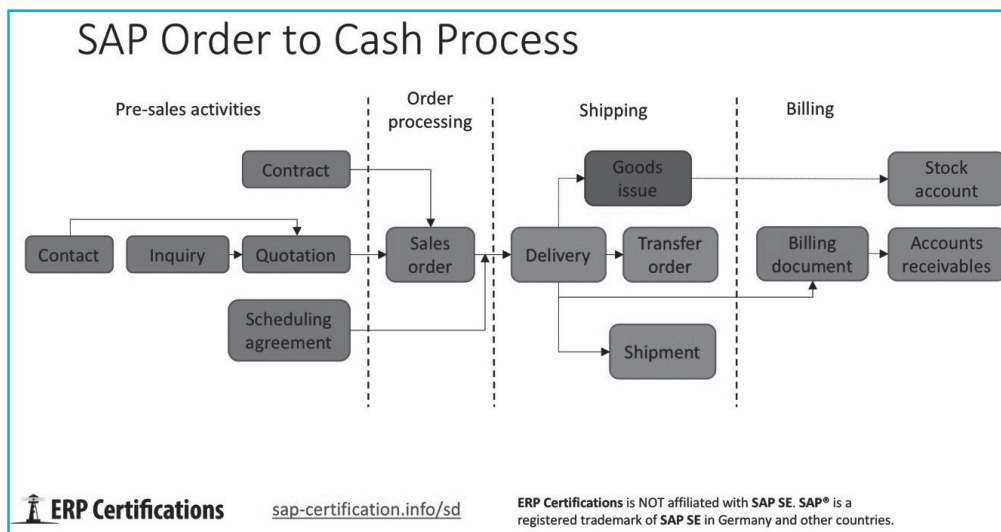 SAP Order to Cash Process
Pre-sales activities
Order
processing
Shipping
Billing
Contract
Goods
issue
Stock
account
Contact
Inquiry
Quotation
Sales
order
Delivery
Transfer
order
Billing
document
Accounts
receivables
Scheduling
agreement
Shipment
ERP Certifications
sap-certification.info/sd
ERP Certifications is NOT affiliated with SAP SE. SAP® is a
registered trademark of SAP SE in Germany and other countries.